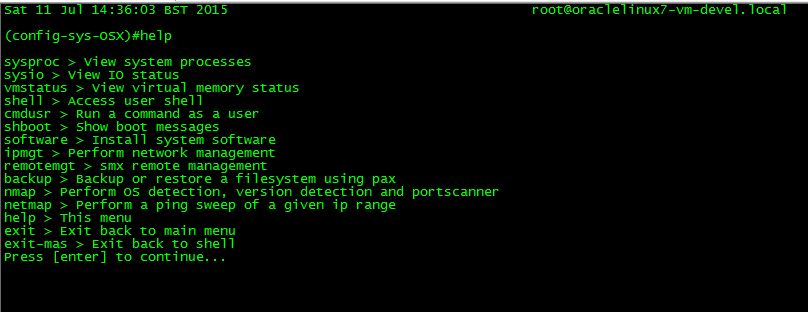 Sat 11 Jul 14:36:03 BST 2015 root@oraclelinux7-vm-devel.local
(config-sys-OSX)#help
sysproc > View system processes
sysio > View IO status
vmstatus > View virtual memory status
shell > Access user shell
cmdusr > Run a command as a user
shboot > Show boot messages
software > Install system software
ipmgt > Perform network management
remotemgt > smx remote management
backup > Backup or restore a filesystem using pax
nmap > Perform OS detection, version detection and portscanner
netmap > Perform a ping sweep of a given ip range
help > This menu
exit > Exit back to main menu
exit-mas > Exit back to shell
Press [enter] to continue...